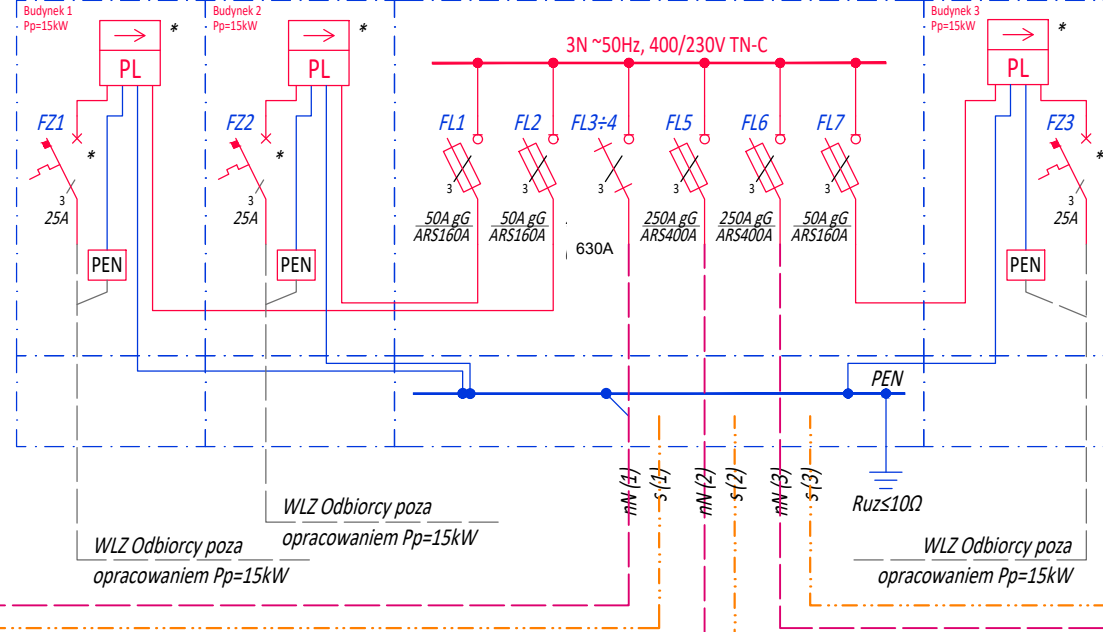 Budynek 1
Pp=15kW
*
PL
FZ1
*
3
25A
PEN
Budynek 2
Pp=15kW
*
PL
FZ2
*
3
25A
PEN
3N ~50Hz, 400/230V TN-C
FL1
3
50A gG
ARS160A
FL2
3
50A gG
ARS160A
FL3÷4
3
630A
FL5
3
250A gG
ARS400A
FL6
3
250A gG
ARS400A
FL7
3
50A gG
ARS160A
Budynek 3
Pp=15kW
*
PL
FZ3
*
3
25A
PEN
PEN
nN (1)
s (1)
nN (2)
s (2)
nN (3)
s (3)
Ruz≤10Ω
WLZ Odbiorcy poza
opracowaniem Pp=15kW
WLZ Odbiorcy poza
opracowaniem Pp=15kW
WLZ Odbiorcy poza
opracowaniem Pp=15kW